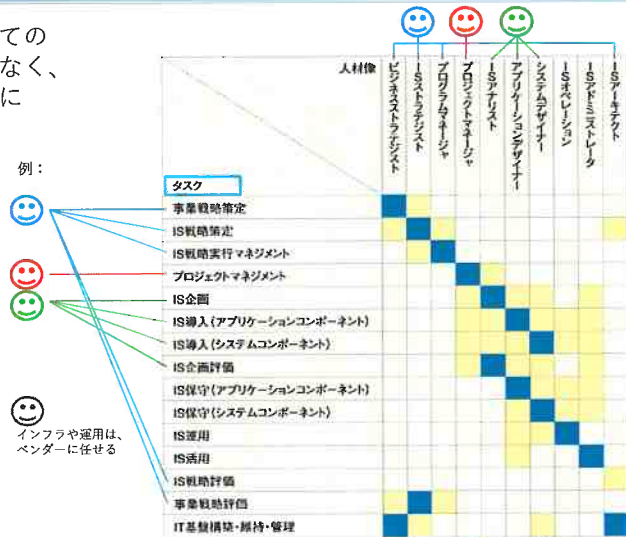 ての
なく、
に
例：
人材像
ビジネスストラテジスト
ISストラテジスト
プログラムマネージャ
プロジェクトマネージャ
ISアナリスト
アプリケーションデザイナー
システムデザイナー
ISオペレーション
ISアドミニストレータ
ISアーキテクト
タスク
事業戦略策定
IS戦略策定
IS戦略実行マネジメント
プロジェクトマネジメント
IS企画
IS導入(アプリケーションコンポーネント)
IS導入(システムコンポーネント)
IS企画評価
IS保守(アプリケーションコンポーネント)
IS保守(システムコンポーネント)
IS運用
IS活用
IS戦略評価
事業戦略評価
IT基盤構築・維持・管理
インフラや運用は、
ベンダーに任せる